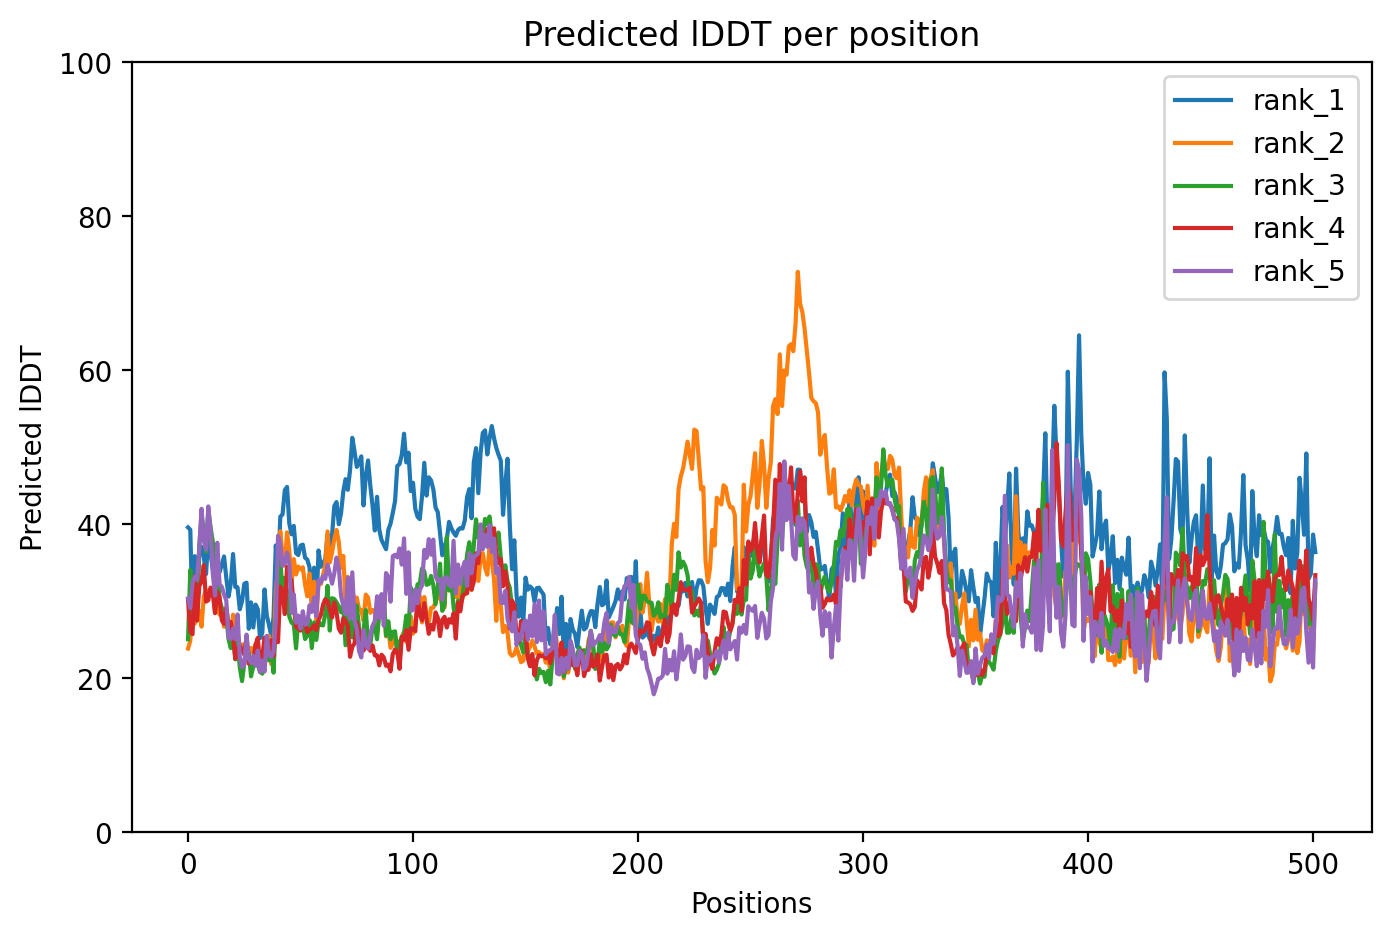 Predicted lDDT per position
100
80
60
40
20
0
Predicted lDDT
0
100
200
300
400
500
Positions
rank_1
rank_2
rank_3
rank_4
rank_5